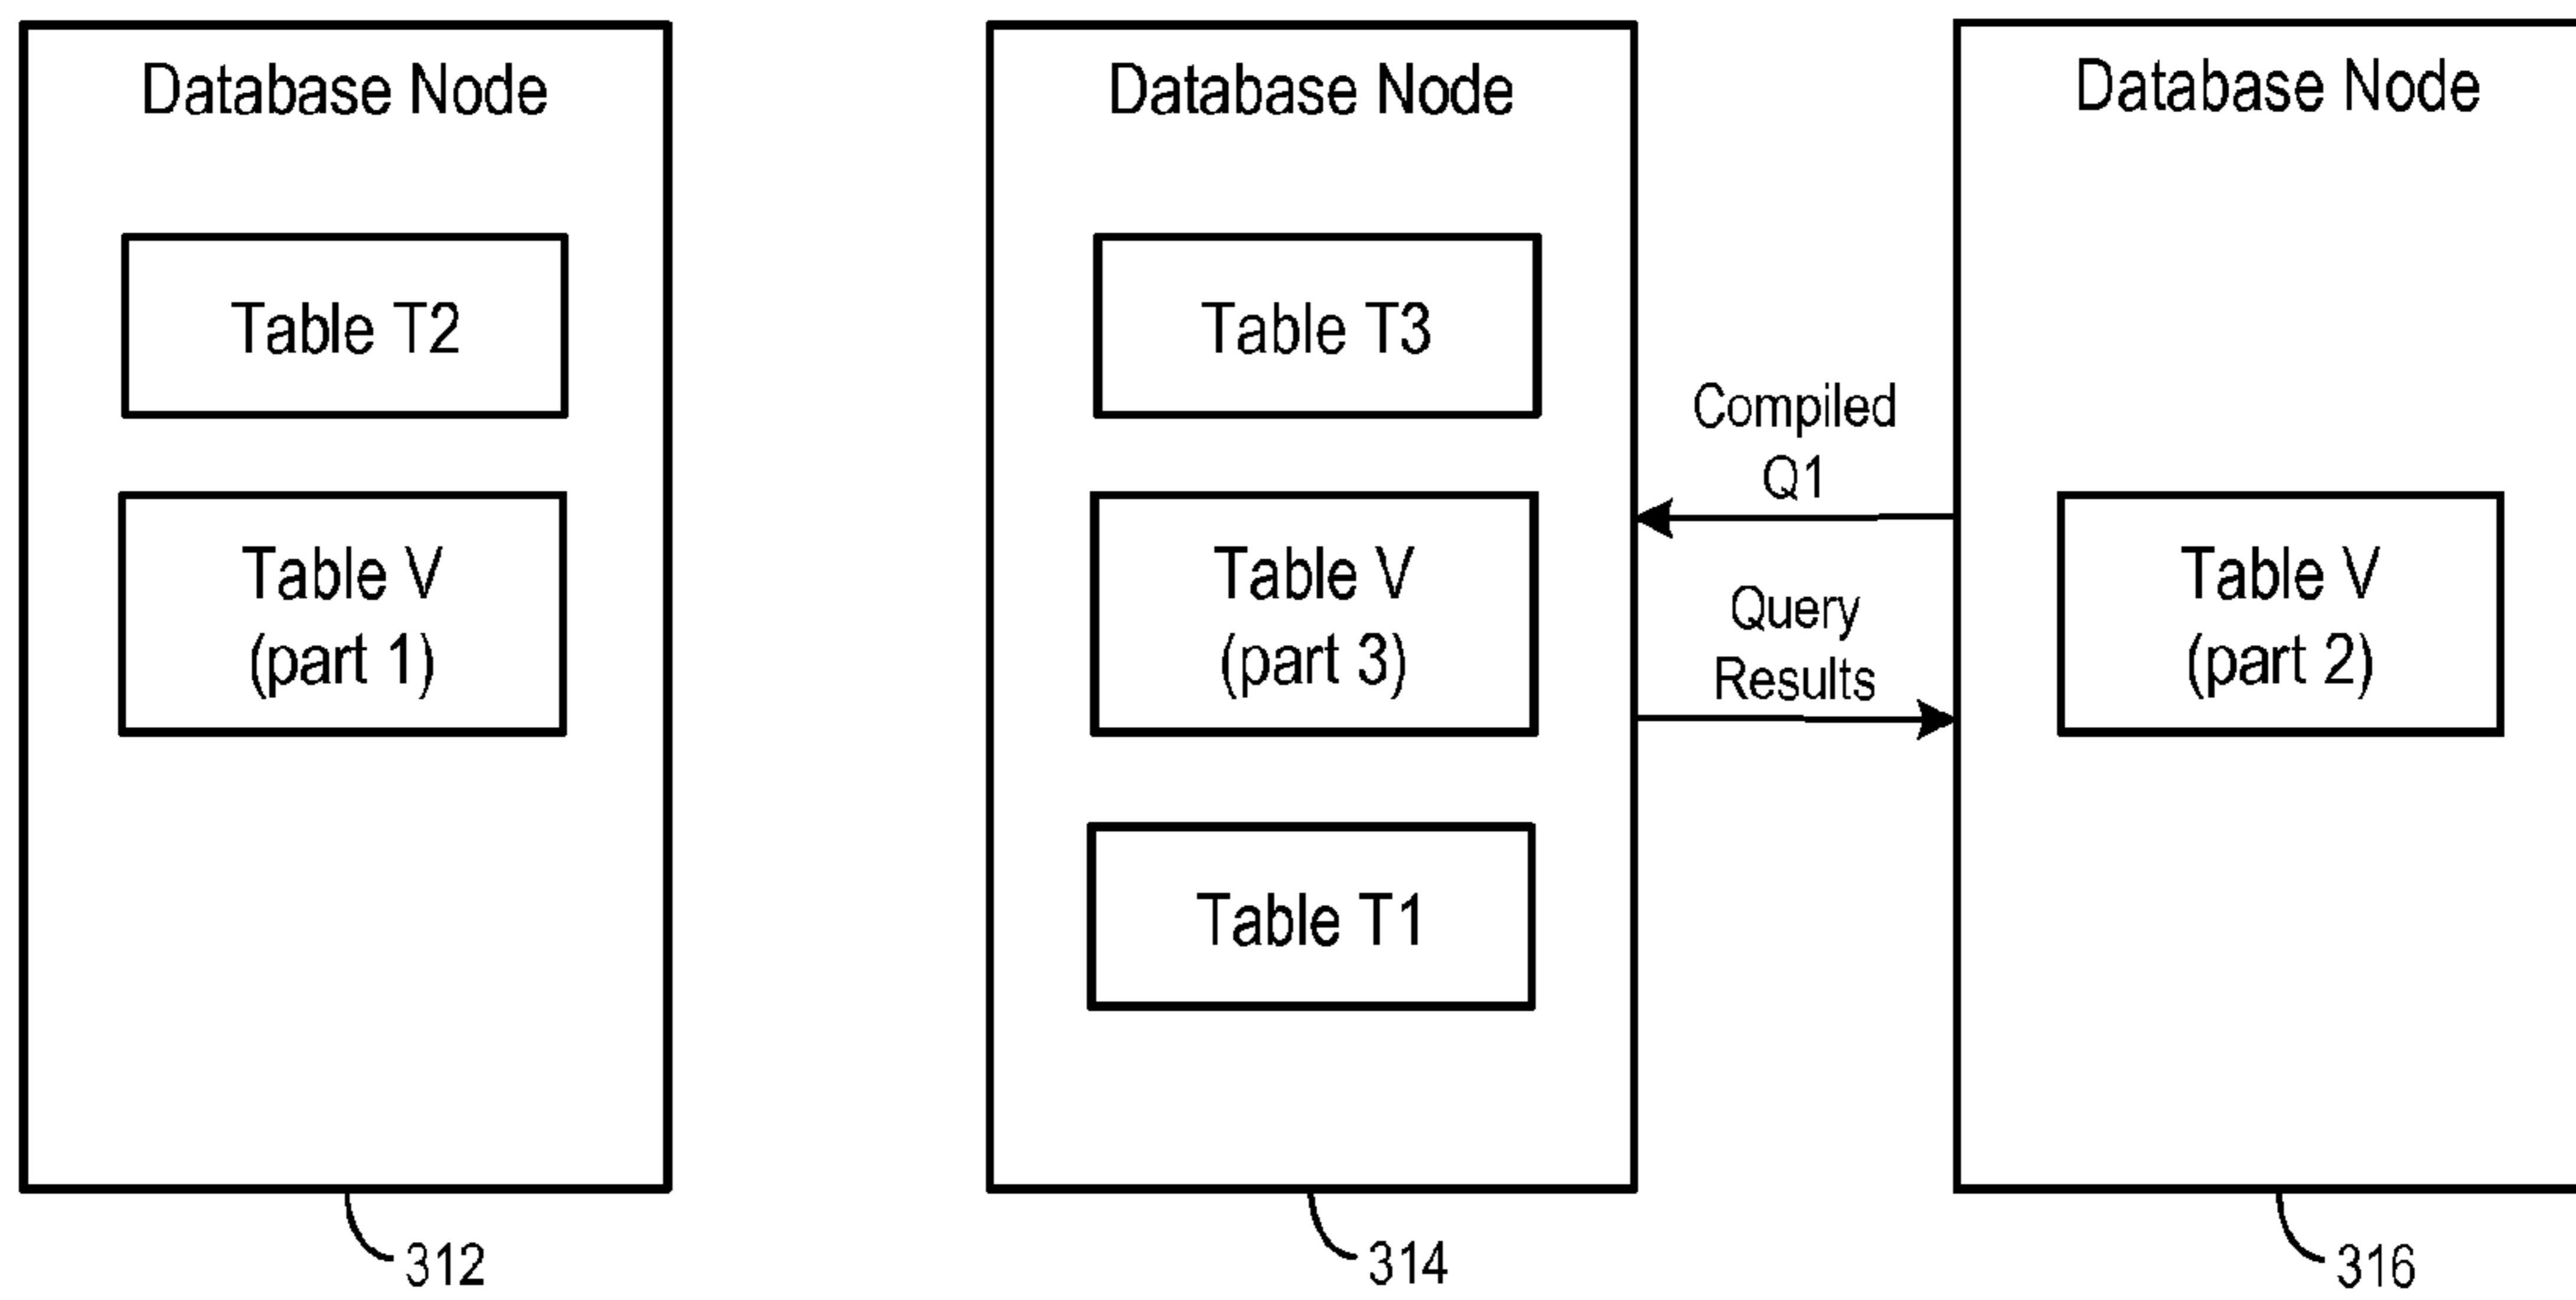 Database Node
Table T2
Table V
(part 1)
312
Database Node
Table T3
Table V
(part 3)
Table T1
314
Compiled
Q1
Query
Results
Database Node
Table V
(part 2)
316